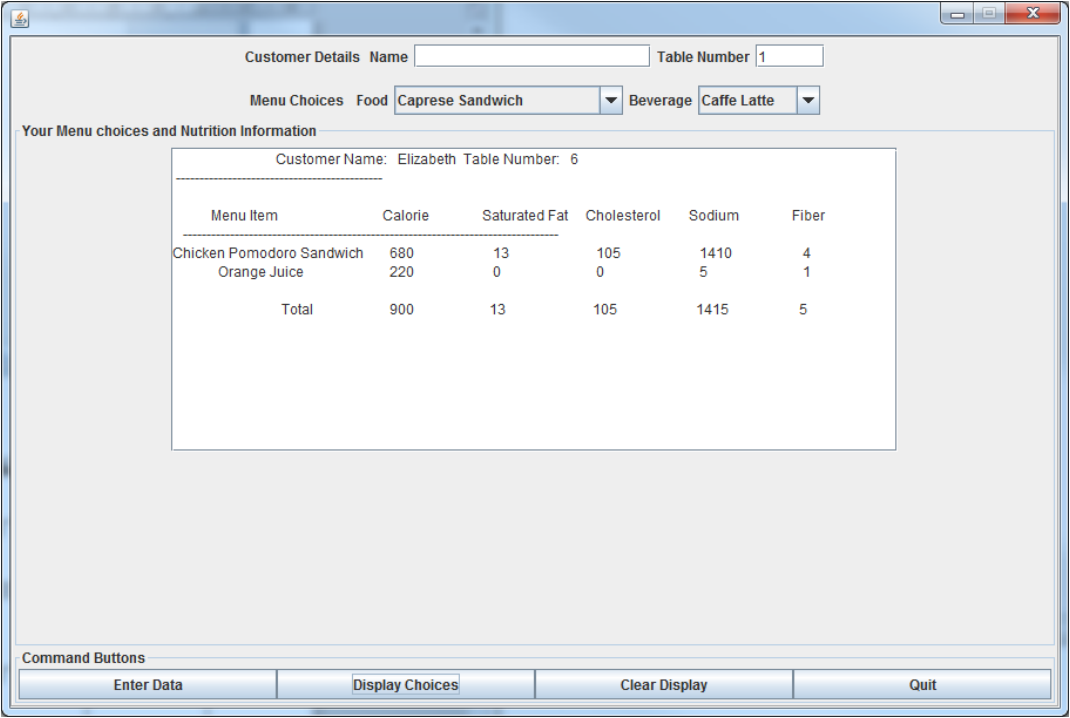 Customer Details Name Table Number 1
Menu Choices Food Caprese Sandwich Beverage Caffe Latte
Your Menu choices and Nutrition Information
Customer Name: Elizabeth Table Number: 6
--------------------------------------------
Menu Item Calorie Saturated Fat Cholesterol Sodium Fiber
--------------------------------------------------------------------------------
Chicken Pomodoro Sandwich 680 13 105 1410 4
Orange Juice 220 0 0 5 1
Total 900 13 105 1415 5
Command Buttons
Enter Data Display Choices Clear Display Quit